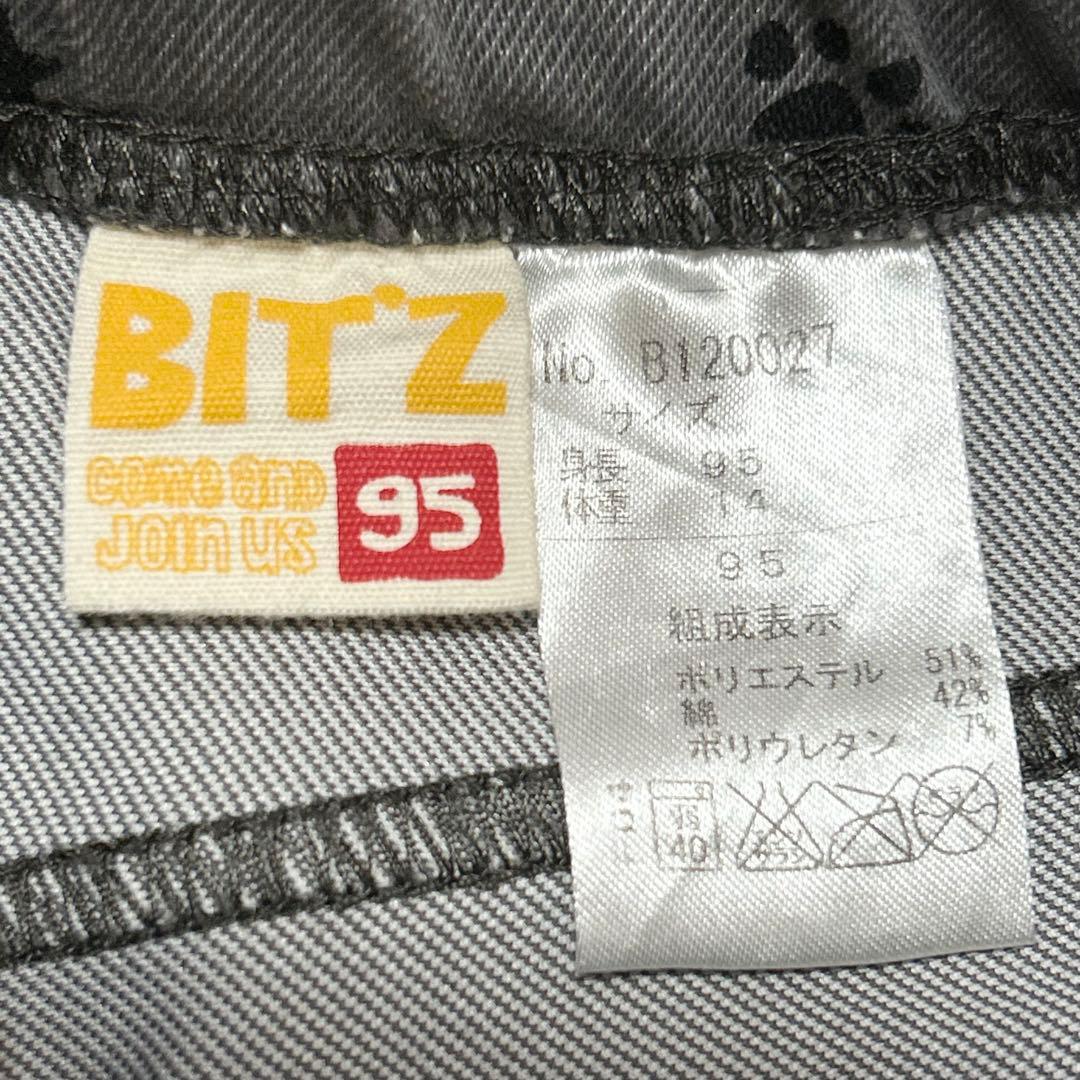 BIT'Z
COME AND
JOIN US
95
No. B120027
サイズ
身長 95
体重 14
95
組成表示
ポリエステル 51%
綿 42%
ポリウレタン 7%
40